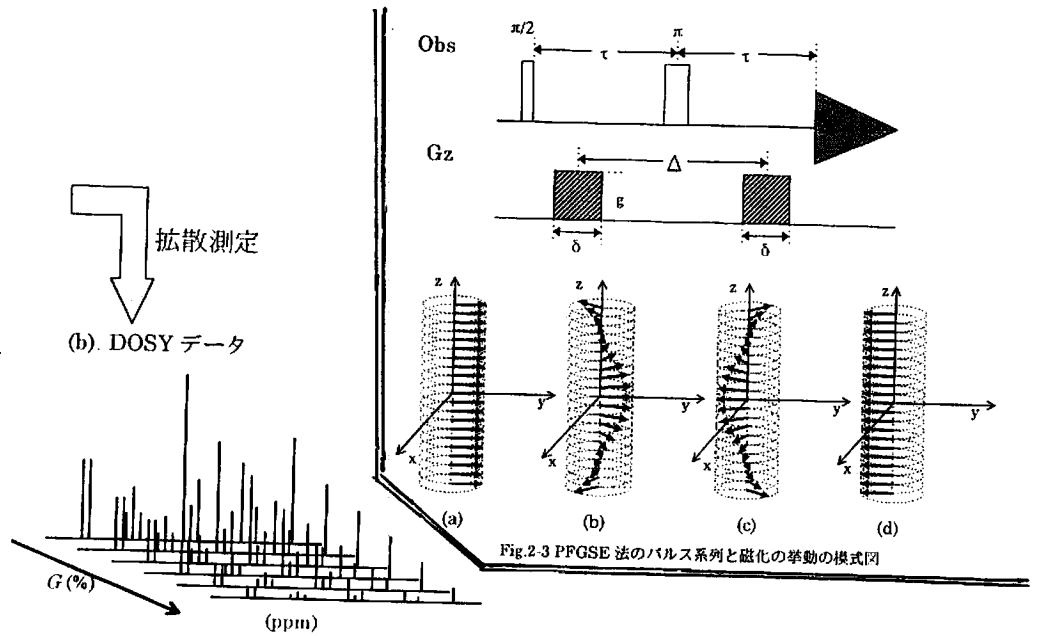 π/2
π
Obs
τ
τ
Gz
Δ
g
δ
δ
拡散測定
(b). DOSY データ
z
z
z
z
y
y
y
y
x
x
x
x
(a)
(b)
(c)
(d)
Fig.2-3 PFGSE 法のパルス系列と磁化の挙動の模式図
G (%)
(ppm)